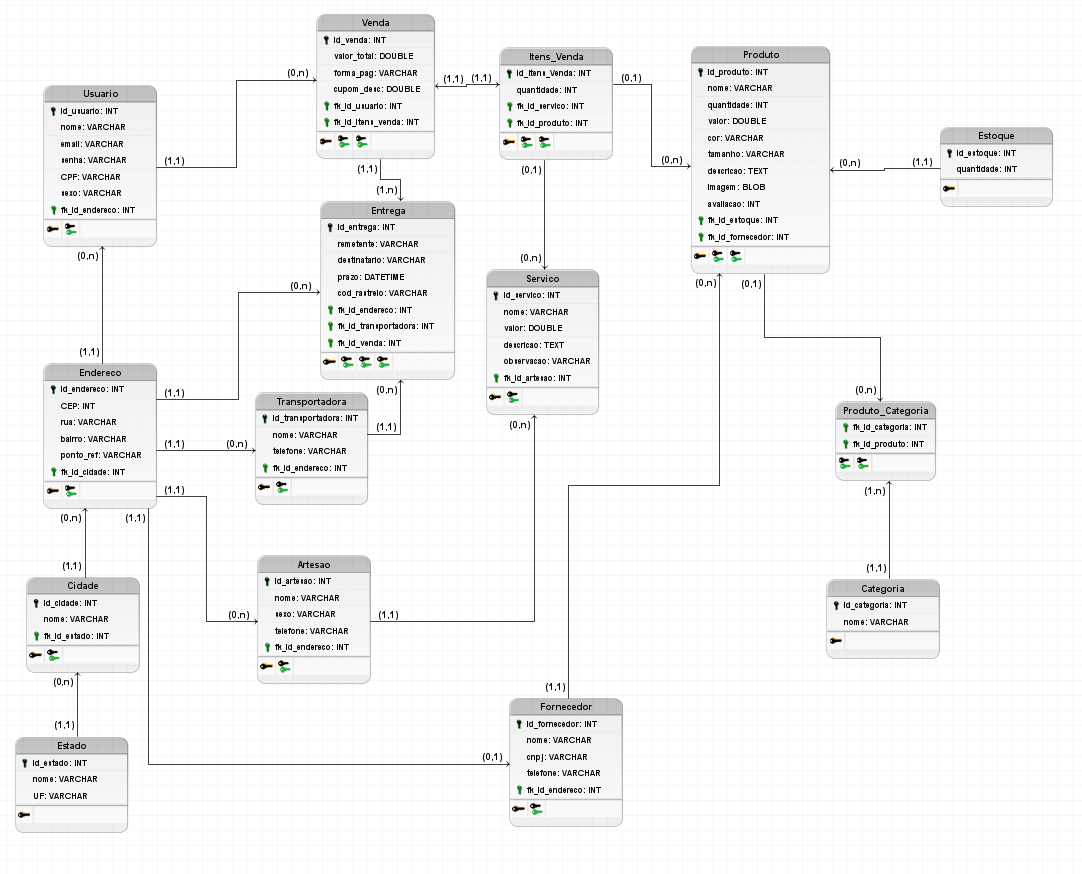 Venda
id_venda: INT
valor_total: DOUBLE
forma_pag: VARCHAR
cupom_desc: DOUBLE
fk_id_usuario: INT
fk_id_itens_venda: INT
(0,n)
(1,1)
(1,1)
(1,1)
Itens_Venda
id_itens_Venda: INT
quantidade: INT
fk_id_servico: INT
fk_id_produto: INT
(0,1)
(0,1)
(0,n)
Produto
id_produto: INT
nome: VARCHAR
quantidade: INT
valor: DOUBLE
cor: VARCHAR
tamanho: VARCHAR
descricao: TEXT
imagem: BLOB
avaliacao: INT
fk_id_estoque: INT
fk_id_fornecedor: INT
(0,n)
(1,1)
(0,n)
(0,1)
Estoque
id_estoque: INT
quantidade: INT
Usuario
id_usuario: INT
nome: VARCHAR
email: VARCHAR
senha: VARCHAR
CPF: VARCHAR
sexo: VARCHAR
fk_id_endereco: INT
(1,1)
(0,n)
(1,n)
Entrega
id_entrega: INT
remetente: VARCHAR
destinatario: VARCHAR
prazo: DATETIME
cod_rastreio: VARCHAR
fk_id_endereco: INT
fk_id_transportadora: INT
fk_id_venda: INT
(0,n)
(0,n)
(0,n)
Servico
id_servico: INT
nome: VARCHAR
valor: DOUBLE
descricao: TEXT
observacao: VARCHAR
fk_id_artesao: INT
(0,n)
(1,1)
Endereco
id_endereco: INT
CEP: INT
rua: VARCHAR
bairro: VARCHAR
ponto_ref: VARCHAR
fk_id_cidade: INT
(1,1)
(1,1)
(1,1)
(0,n)
(1,1)
(0,n)
Transportadora
id_transportadora: INT
nome: VARCHAR
telefone: VARCHAR
fk_id_endereco: INT
(1,1)
(0,n)
Produto_Categoria
fk_id_categoria: INT
fk_id_produto: INT
(1,n)
(1,1)
Categoria
id_categoria: INT
nome: VARCHAR
(1,1)
Cidade
id_cidade: INT
nome: VARCHAR
fk_id_estado: INT
(0,n)
(0,n)
Artesao
id_artesao: INT
nome: VARCHAR
sexo: VARCHAR
telefone: VARCHAR
fk_id_endereco: INT
(1,1)
(1,1)
Estado
id_estado: INT
nome: VARCHAR
UF: VARCHAR
(1,1)
(0,1)
Fornecedor
id_fornecedor: INT
nome: VARCHAR
cnpj: VARCHAR
telefone: VARCHAR
fk_id_endereco: INT